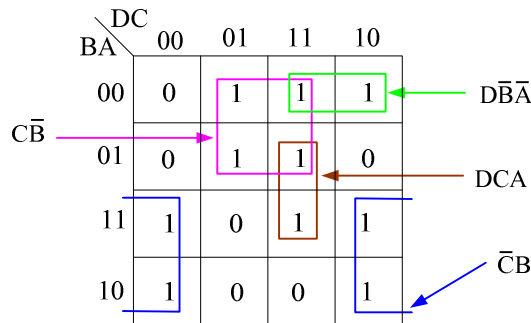 DC
BA 00 01 11 10
00 0 1 1 1 DB̅A̅
CB̅
01 0 1 1 0
DCA
11 1 0 1 1
C̅B
10 1 0 0 1